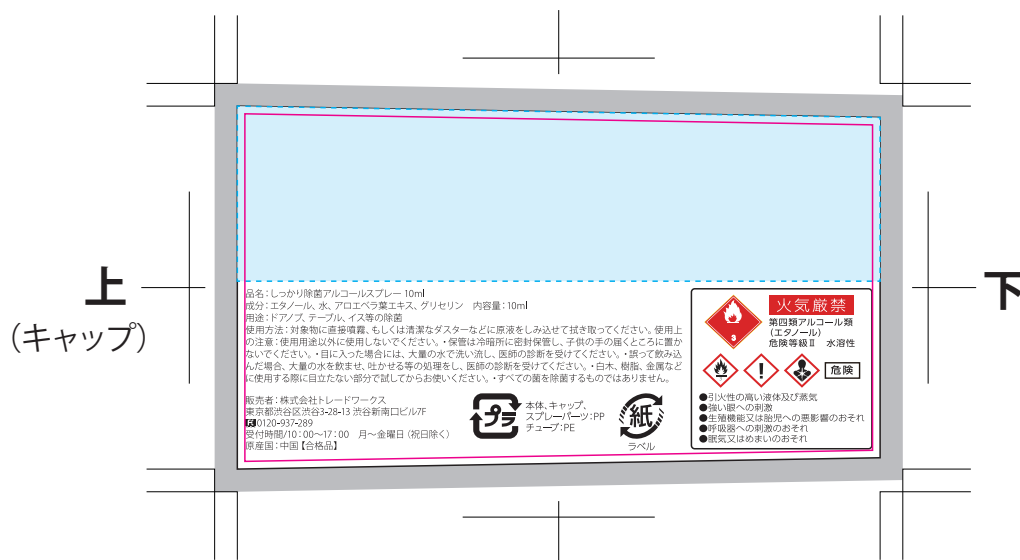 上
(キャップ)
下
品名：しっかり除菌アルコールスプレー 10ml
成分：エタノール、水、アロエベラ葉エキス、グリセリン　内容量：10ml
用途：ドアノブ、テーブル、イス等の除菌
使用方法：対象物に直接噴霧、もしくは清潔なダスターなどに原液をしみ込せて拭き取ってください。使用上
の注意：使用用途以外に使用しないでください。・保管は冷暗所に密封保管し、子供の手の届くところに置か
ないでください。・目に入った場合には、大量の水で洗い流し、医師の診断を受けてください。・誤って飲み込
んだ場合、大量の水を飲ませ、吐かせる等の処理をし、医師の診断を受けてください。・白木、樹脂、金属など
に使用する際に目立たない部分で試してからお使いください。・すべての菌を除菌するものではありません。
販売者：株式会社トレードワークス
東京都渋谷区渋谷3-28-13 渋谷新南口ビル7F
0120-937-289
受付時間/10：00〜17：00　月〜金曜日 (祝日除く)
原産国：中国【合格品】
プラ
本体、キャップ、
スプレーパーツ：PP
チューブ：PE
紙
ラベル
3
火気厳禁
第四類アルコール類
(エタノール)
危険等級Ⅱ　水溶性
危険
●引火性の高い液体及び蒸気
●強い眼への刺激
●生殖機能又は胎児への悪影響のおそれ
●呼吸器への刺激のおそれ
●眠気又はめまいのおそれ